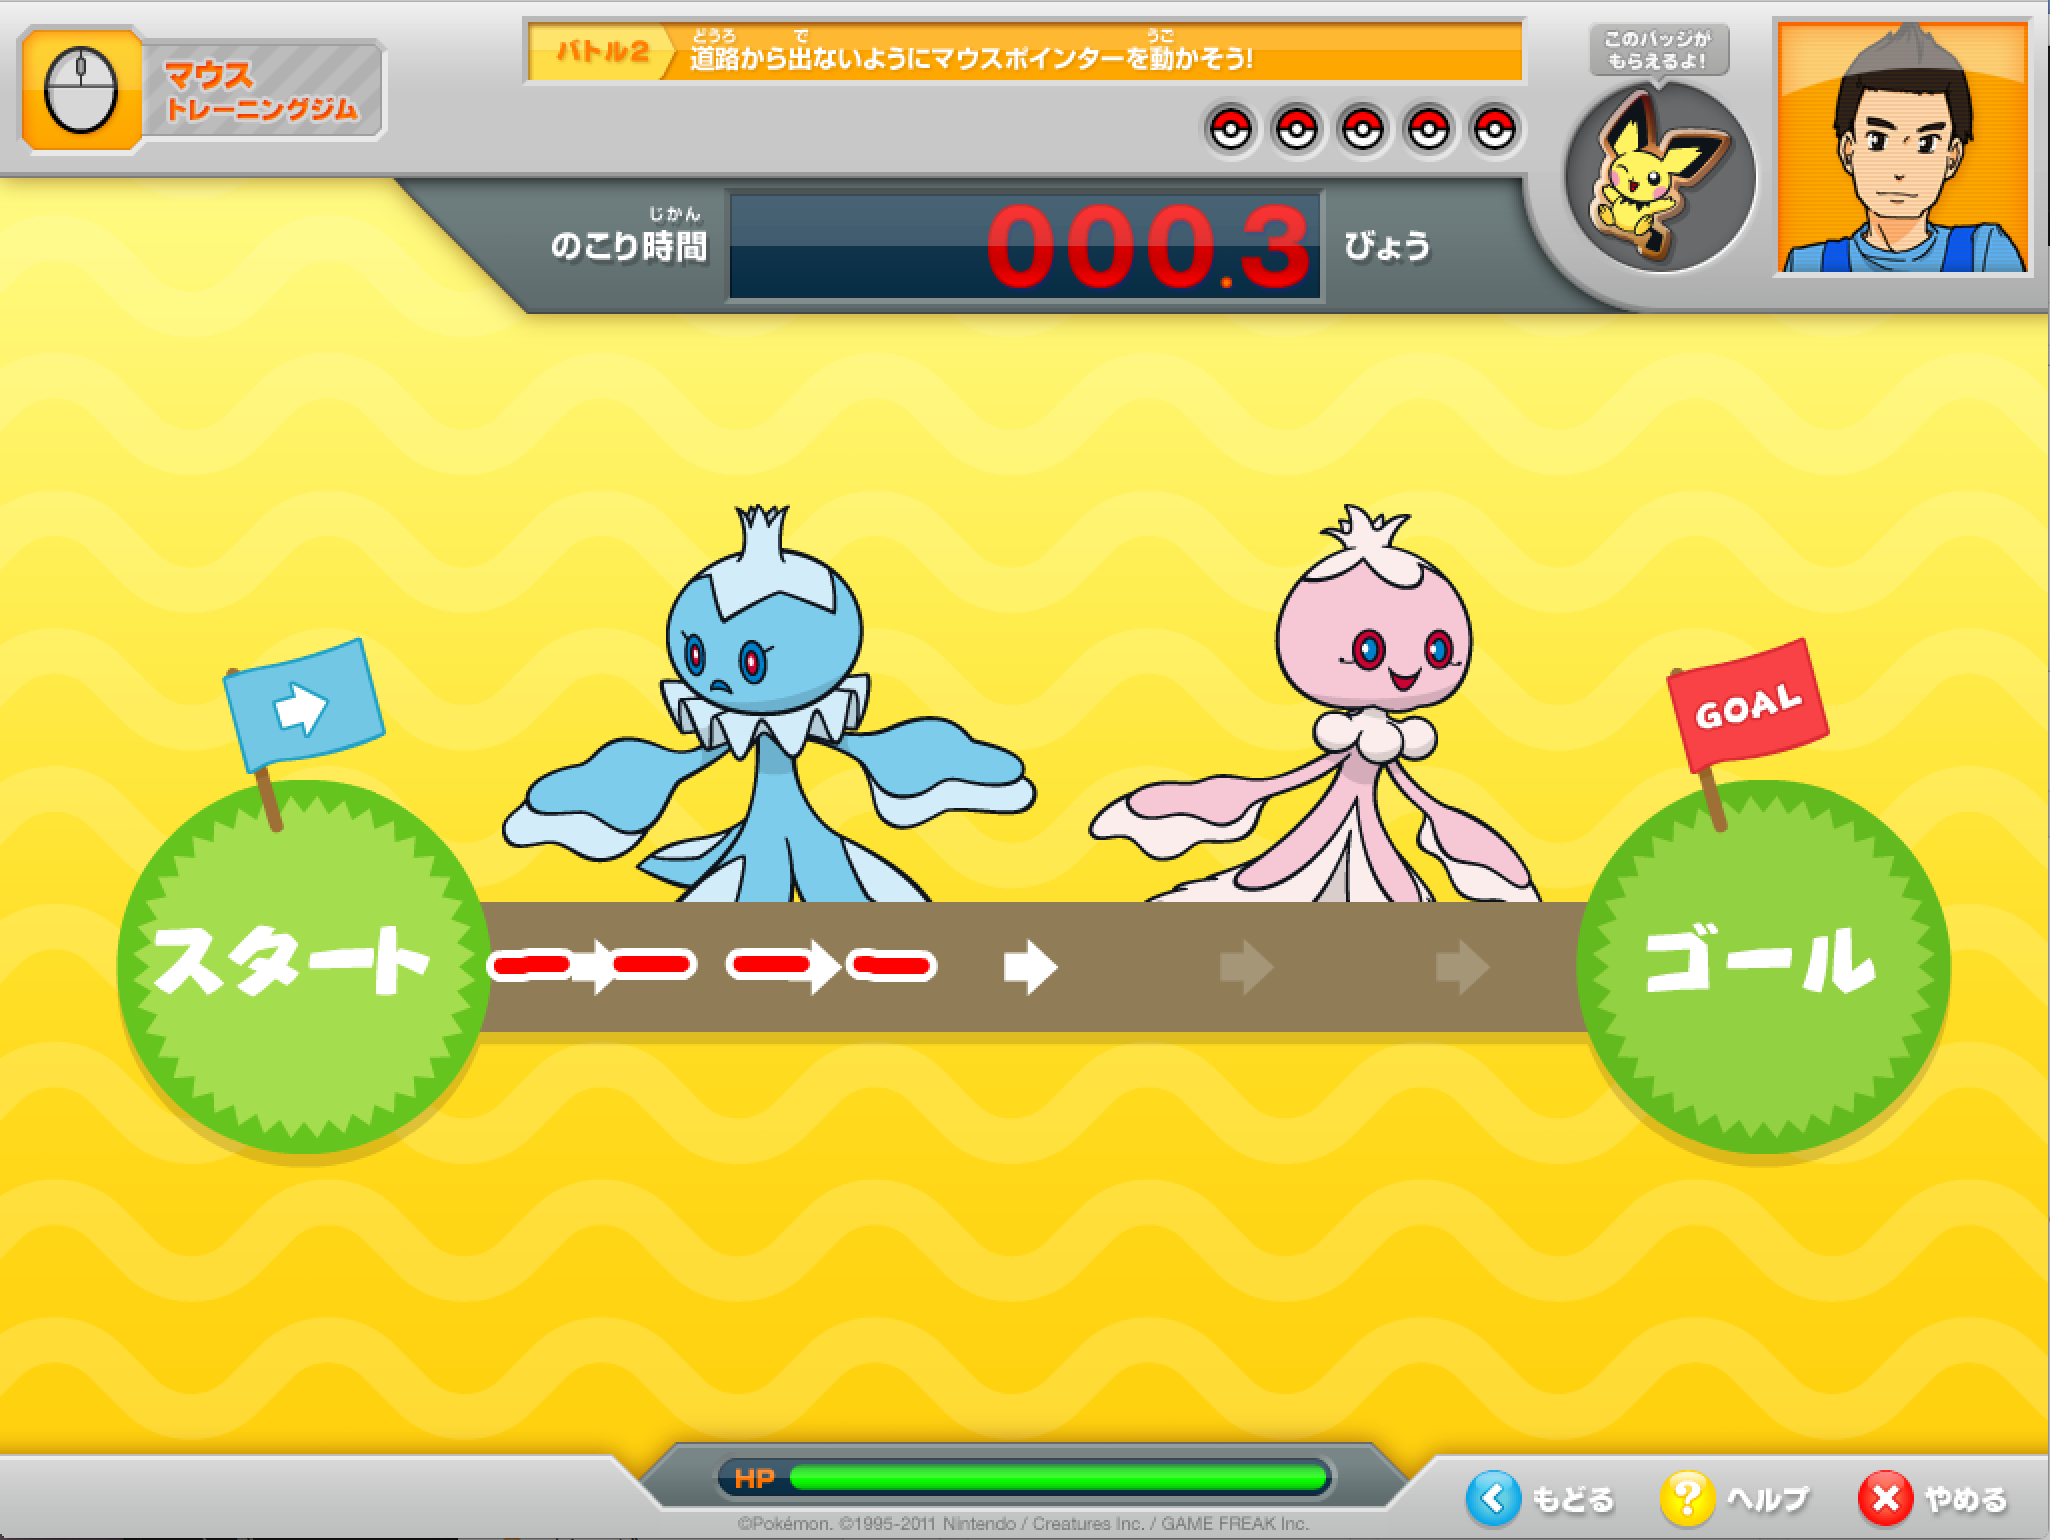 マウス
トレーニングジム
バトル2
どうろ で うご
道路から出ないようにマウスポインターを動かそう!
このバッジが
もらえるよ!
じかん
のこり時間
000.3
びょう
GOAL
スタート
ゴール
HP
もどる
ヘルプ
やめる
©Pokémon. ©1995-2011 Nintendo / Creatures Inc. / GAME FREAK Inc.